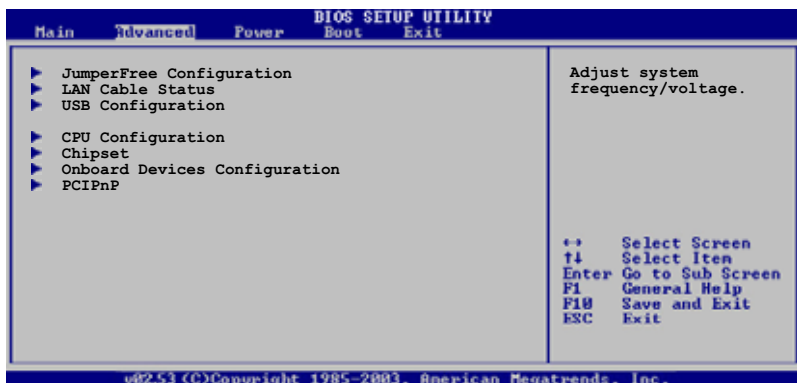 BIOS SETUP UTILITY
Main Advanced Power Boot Exit
JumperFree Configuration
LAN Cable Status
USB Configuration
CPU Configuration
Chipset
Onboard Devices Configuration
PCIPnP
Adjust system
frequency/voltage.
↔ Select Screen
↑↓ Select Item
Enter Go to Sub Screen
F1 General Help
F10 Save and Exit
ESC Exit
v02.53 (C)Copyright 1985-2003, American Megatrends, Inc.